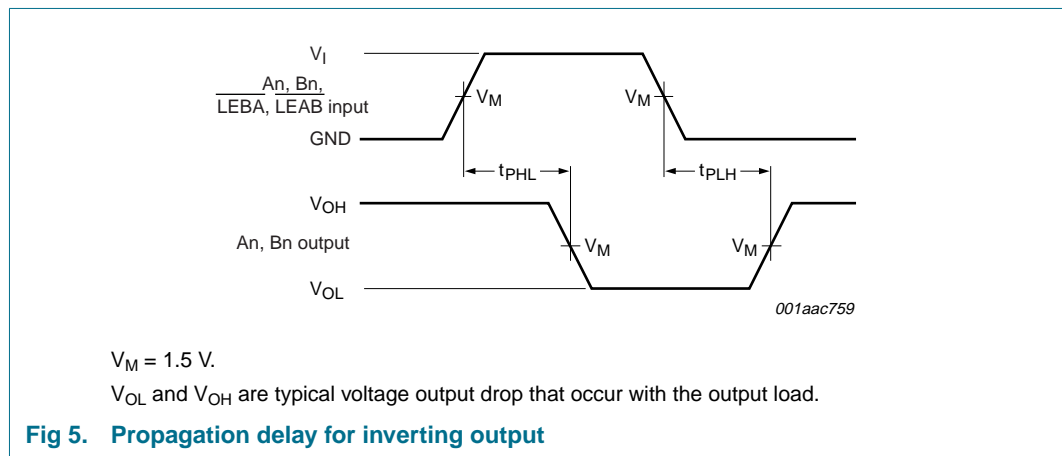 VI
An, Bn,
LEBA, LEAB input
VM
VM
GND
tPHL
tPLH
VOH
An, Bn output
VM
VM
VOL
001aac759
VM = 1.5 V.
VOL and VOH are typical voltage output drop that occur with the output load.
Fig 5. Propagation delay for inverting output